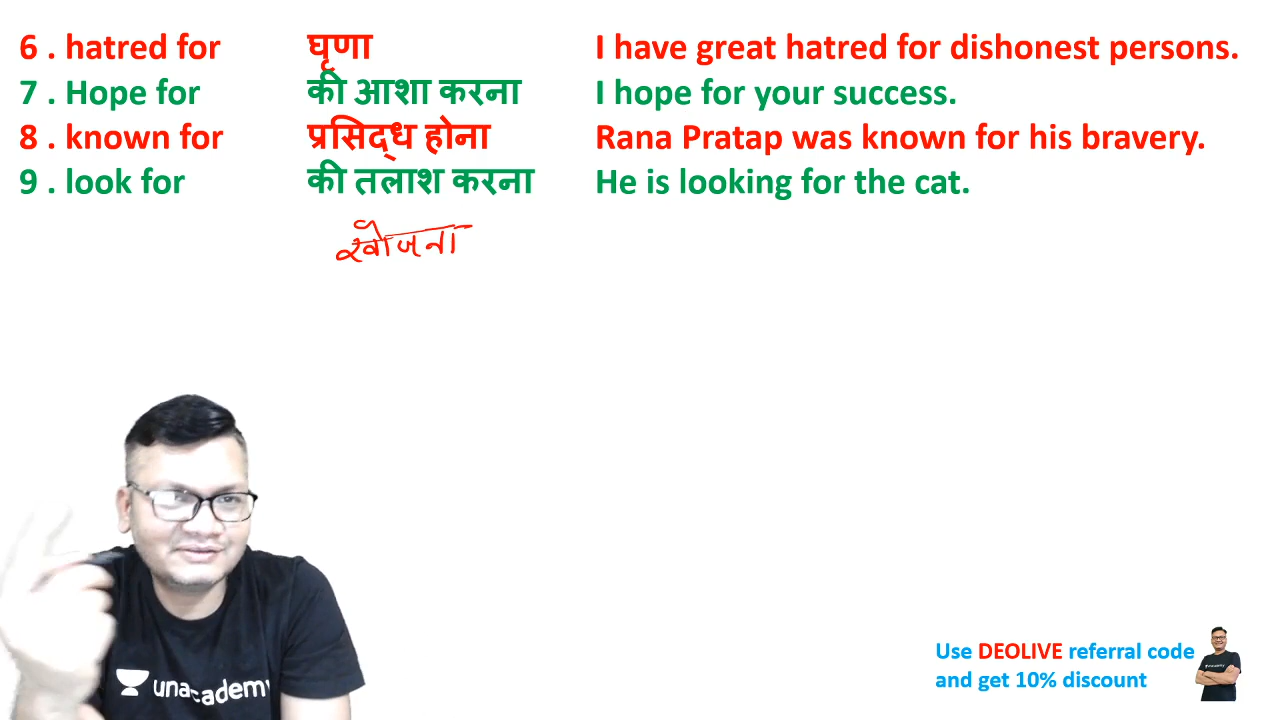 6 . hatred for घृणा I have great hatred for dishonest persons.
7 . Hope for की आशा करना I hope for your success.
8 . known for प्रसिद्ध होना Rana Pratap was known for his bravery.
9 . look for की तलाश करना He is looking for the cat.
खोजना
unacademy
Use DEOLIVE referral code
and get 10% discount